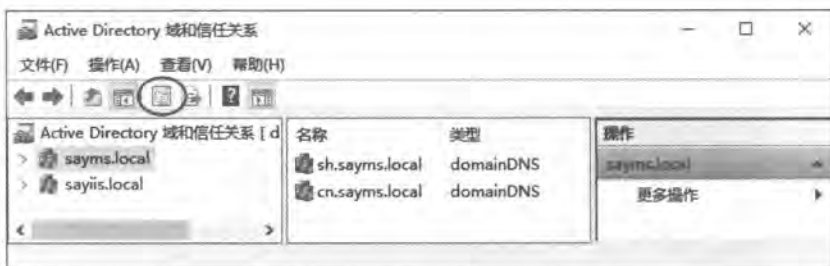 Active Directory 域和信任关系
文件(F) 操作(A) 查看(V) 帮助(H)
Active Directory 域和信任关系 [ d
sayms.local
sayiis.local
名称 类型
sh.sayms.local domainDNS
cn.sayms.local domainDNS
操作
sayms.local
更多操作